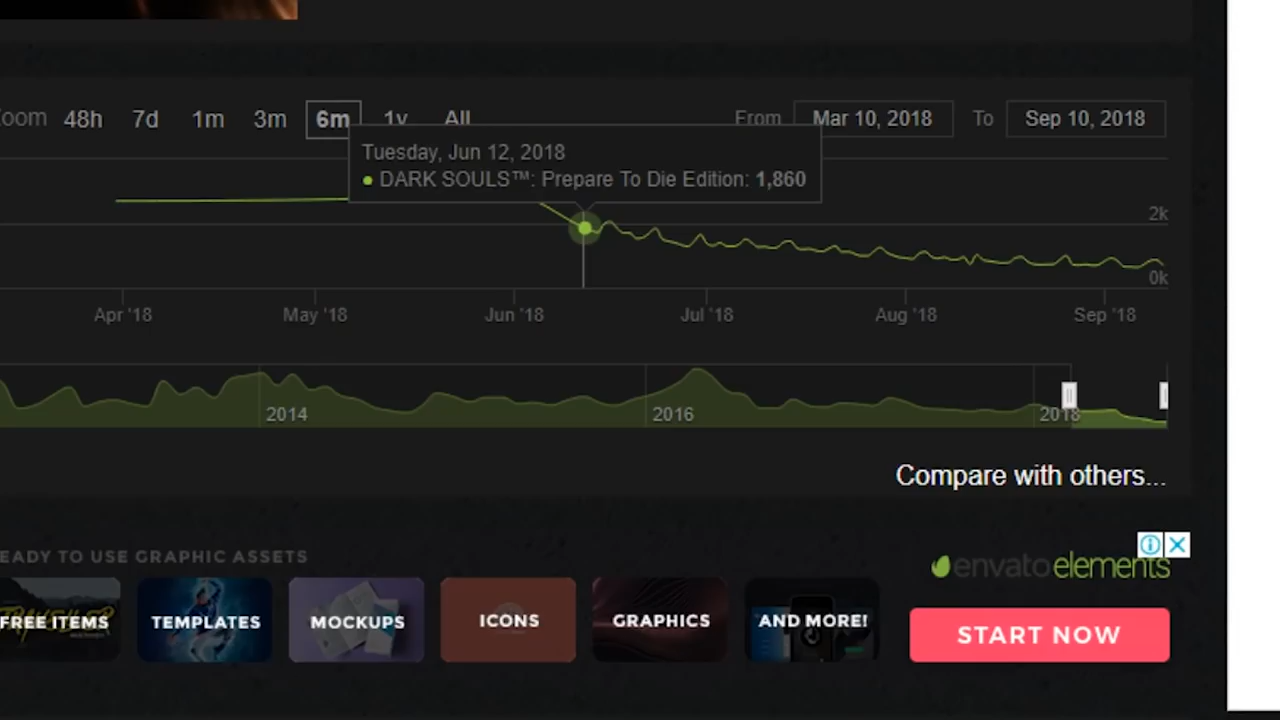 oom 48h 7d 1m 3m 6m 1y All From Mar 10, 2018 To Sep 10, 2018
Tuesday, Jun 12, 2018
DARK SOULS™: Prepare To Die Edition: 1,860
2k
0k
Apr '18 May '18 Jun '18 Jul '18 Aug '18 Sep '18
2014 2016 2018
Compare with others...
EADY TO USE GRAPHIC ASSETS
envatoelements
FREE ITEMS TEMPLATES MOCKUPS ICONS GRAPHICS AND MORE!
START NOW